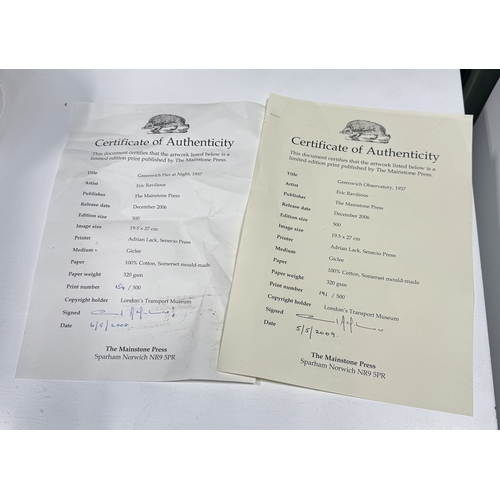 Certificate of Authenticity
This document certifies that the artwork listed below is a
limited edition print published by The Mainstone Press.
Title Greenwich Pier at Night, 1937
Artist Eric Ravilious
Publisher The Mainstone Press
Release date December 2006
Edition size 500
Image size 19.5 x 27 cm
Printer Adrian Lack, Senecio Press
Medium Giclee
Paper 100% Cotton, Somerset mould-made
Paper weight 320 gsm
Print number 154 / 500
Copyright holder London's Transport Museum
Signed
Date 6/5/2008
The Mainstone Press
Sparham Norwich NR9 5PR
Certificate of Authenticity
This document certifies that the artwork listed below is a
limited edition print published by The Mainstone Press.
Title Greenwich Observatory, 1937
Artist Eric Ravilious
Publisher The Mainstone Press
Release date December 2006
Edition size 500
Image size 19.5 x 27 cm
Printer Adrian Lack, Senecio Press
Medium Giclee
Paper 100% Cotton, Somerset mould-made
Paper weight 320 gsm
Print number 191 / 500
Copyright holder London's Transport Museum
Signed
Date 5/5/2009.
The Mainstone Press
Sparham Norwich NR9 5PR